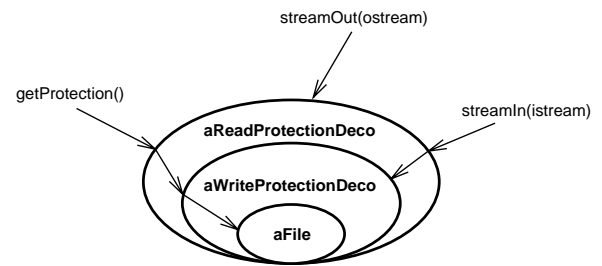 streamOut(ostream)
getProtection()
streamIn(istream)
aReadProtectionDeco
aWriteProtectionDeco
aFile